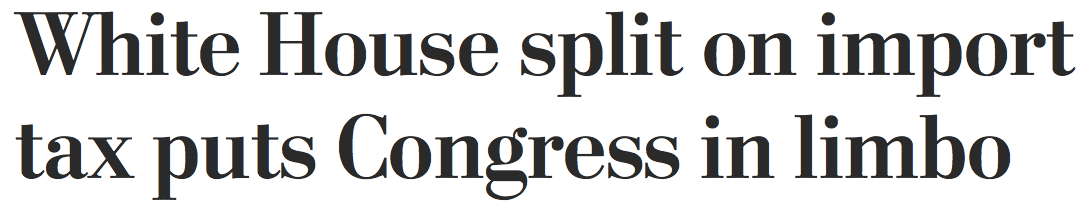 White House split on import
tax puts Congress in limbo